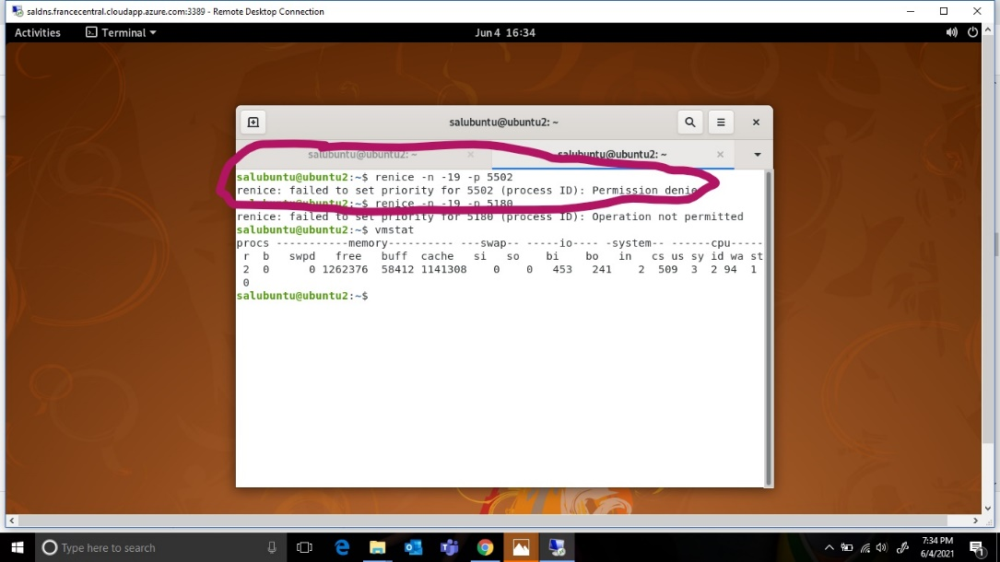 saldns.francecentral.cloudapp.azure.com:3389 - Remote Desktop Connection
Activities Terminal Jun 4 16:34
salubuntu@ubuntu2: ~
salubuntu@ubuntu2: ~ salubuntu@ubuntu2: ~
salubuntu@ubuntu2:~$ renice -n -19 -p 5502
renice: failed to set priority for 5502 (process ID): Permission denie
salubuntu@ubuntu2:~$ renice -n -19 -p 5180
renice: failed to set priority for 5180 (process ID): Operation not permitted
salubuntu@ubuntu2:~$ vmstat
procs -----------memory---------- ---swap-- -----io---- -system-- ------cpu-----
r b swpd free buff cache si so bi bo in cs us sy id wa st
2 0 0 1262376 58412 1141308 0 0 453 241 2 509 3 2 94 1
0
salubuntu@ubuntu2:~$
Type here to search
7:34 PM
6/4/2021
1